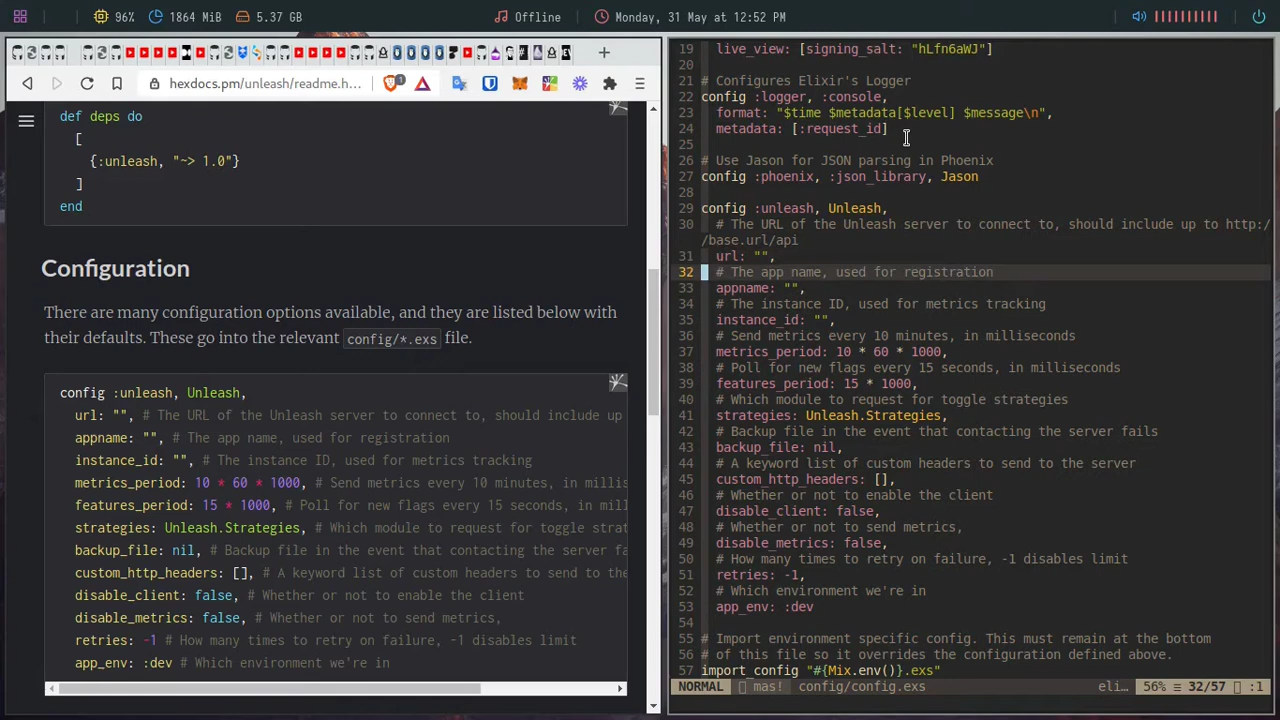 96%
1864 MiB
5.37 GB
Offline
Monday, 31 May at 12:52 PM
hexdocs.pm/unleash/readme.h...
1
def deps do
[
{:unleash, "~> 1.0"}
]
end
Configuration
There are many configuration options available, and they are listed below with
their defaults. These go into the relevant config/*.exs file.
config :unleash, Unleash,
url: "", # The URL of the Unleash server to connect to, should include up
appname: "", # The app name, used for registration
instance_id: "", # The instance ID, used for metrics tracking
metrics_period: 10 * 60 * 1000, # Send metrics every 10 minutes, in millis
features_period: 15 * 1000, # Poll for new flags every 15 seconds, in mill
strategies: Unleash.Strategies, # Which module to request for toggle strat
backup_file: nil, # Backup file in the event that contacting the server fa
custom_http_headers: [], # A keyword list of custom headers to send to the
disable_client: false, # Whether or not to enable the client
disable_metrics: false, # Whether or not to send metrics,
retries: -1 # How many times to retry on failure, -1 disables limit
app_env: :dev # Which environment we're in
19 live_view: [signing_salt: "hLfn6aWJ"]
20
21 # Configures Elixir's Logger
22 config :logger, :console,
23 format: "$time $metadata[$level] $message\n",
24 metadata: [:request_id]
25
26 # Use Jason for JSON parsing in Phoenix
27 config :phoenix, :json_library, Jason
28
29 config :unleash, Unleash,
30 # The URL of the Unleash server to connect to, should include up to http:/
/base.url/api
31 url: "",
32 # The app name, used for registration
33 appname: "",
34 # The instance ID, used for metrics tracking
35 instance_id: "",
36 # Send metrics every 10 minutes, in milliseconds
37 metrics_period: 10 * 60 * 1000,
38 # Poll for new flags every 15 seconds, in milliseconds
39 features_period: 15 * 1000,
40 # Which module to request for toggle strategies
41 strategies: Unleash.Strategies,
42 # Backup file in the event that contacting the server fails
43 backup_file: nil,
44 # A keyword list of custom headers to send to the server
45 custom_http_headers: [],
46 # Whether or not to enable the client
47 disable_client: false,
48 # Whether or not to send metrics,
49 disable_metrics: false,
50 # How many times to retry on failure, -1 disables limit
51 retries: -1,
52 # Which environment we're in
53 app_env: :dev
54
55 # Import environment specific config. This must remain at the bottom
56 # of this file so it overrides the configuration defined above.
57 import_config "#{Mix.env()}.exs"
NORMAL mas! config/config.exs eli… 56% ≡ 32/57 :1